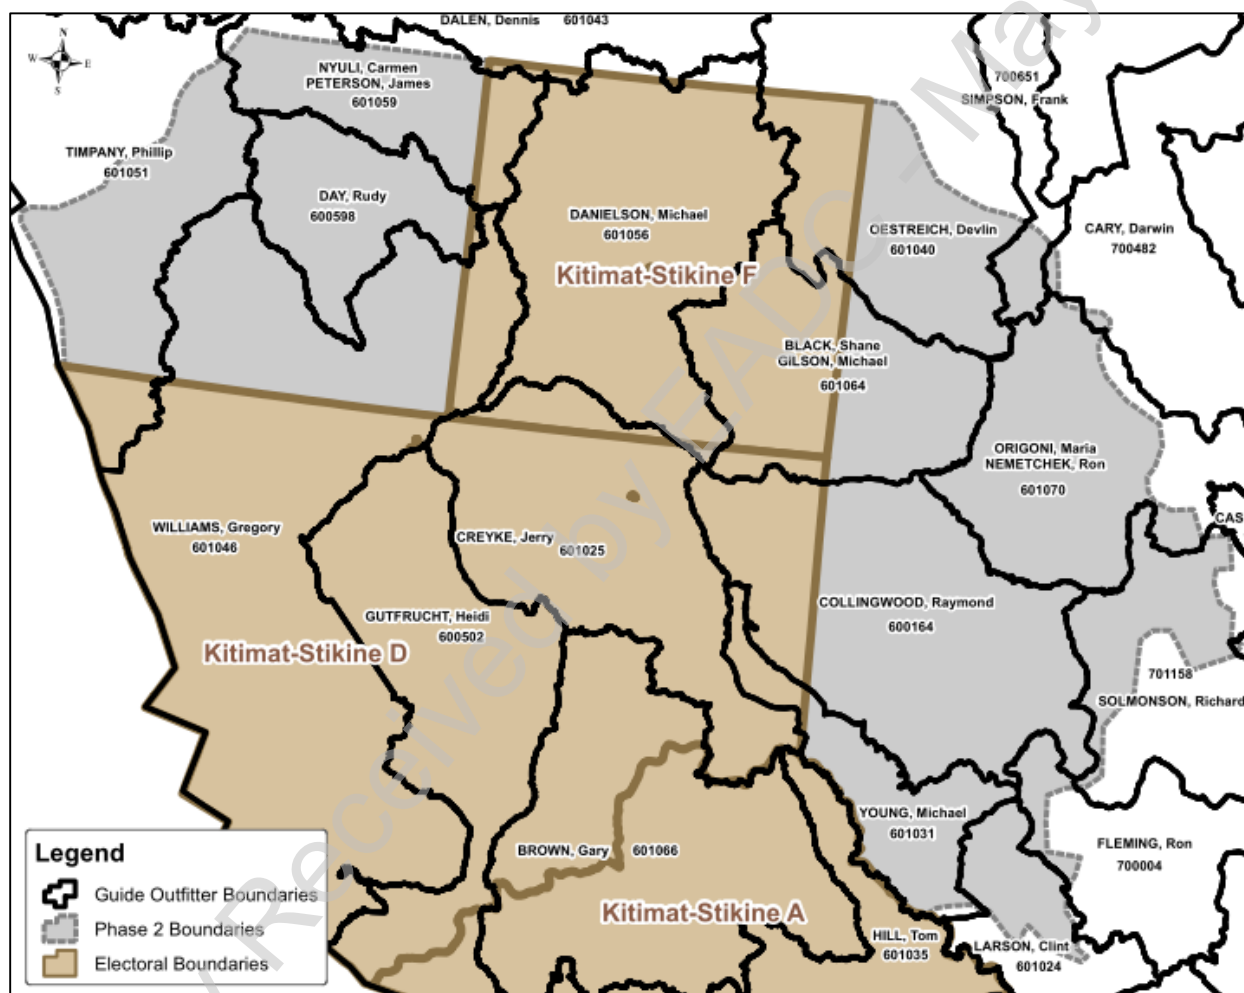 DALEN, Dennis 601043
N
W E
S
NYULI, Carmen
PETERSON, James
601059
700651
SIMPSON, Frank
TIMPANY, Phillip
601051
DAY, Rudy
600598
DANIELSON, Michael
601056
OESTREICH, Devlin
601040
CARY, Darwin
700482
Kitimat-Stikine F
BLACK, Shane
GILSON, Michael
601064
ORIGONI, Maria
NEMETCHEK, Ron
601070
CAS
WILLIAMS, Gregory
601046
CREYKE, Jerry 601025
COLLINGWOOD, Raymond
600164
GUTFRUCHT, Heidi
600502
Kitimat-Stikine D
701158
SOLMONSON, Richard
YOUNG, Michael
601031
FLEMING, Ron
700004
BROWN, Gary 601066
Kitimat-Stikine A
HILL, Tom
601035
LARSON, Clint
601024
Legend
Guide Outfitter Boundaries
Phase 2 Boundaries
Electoral Boundaries
Received by EADC - May